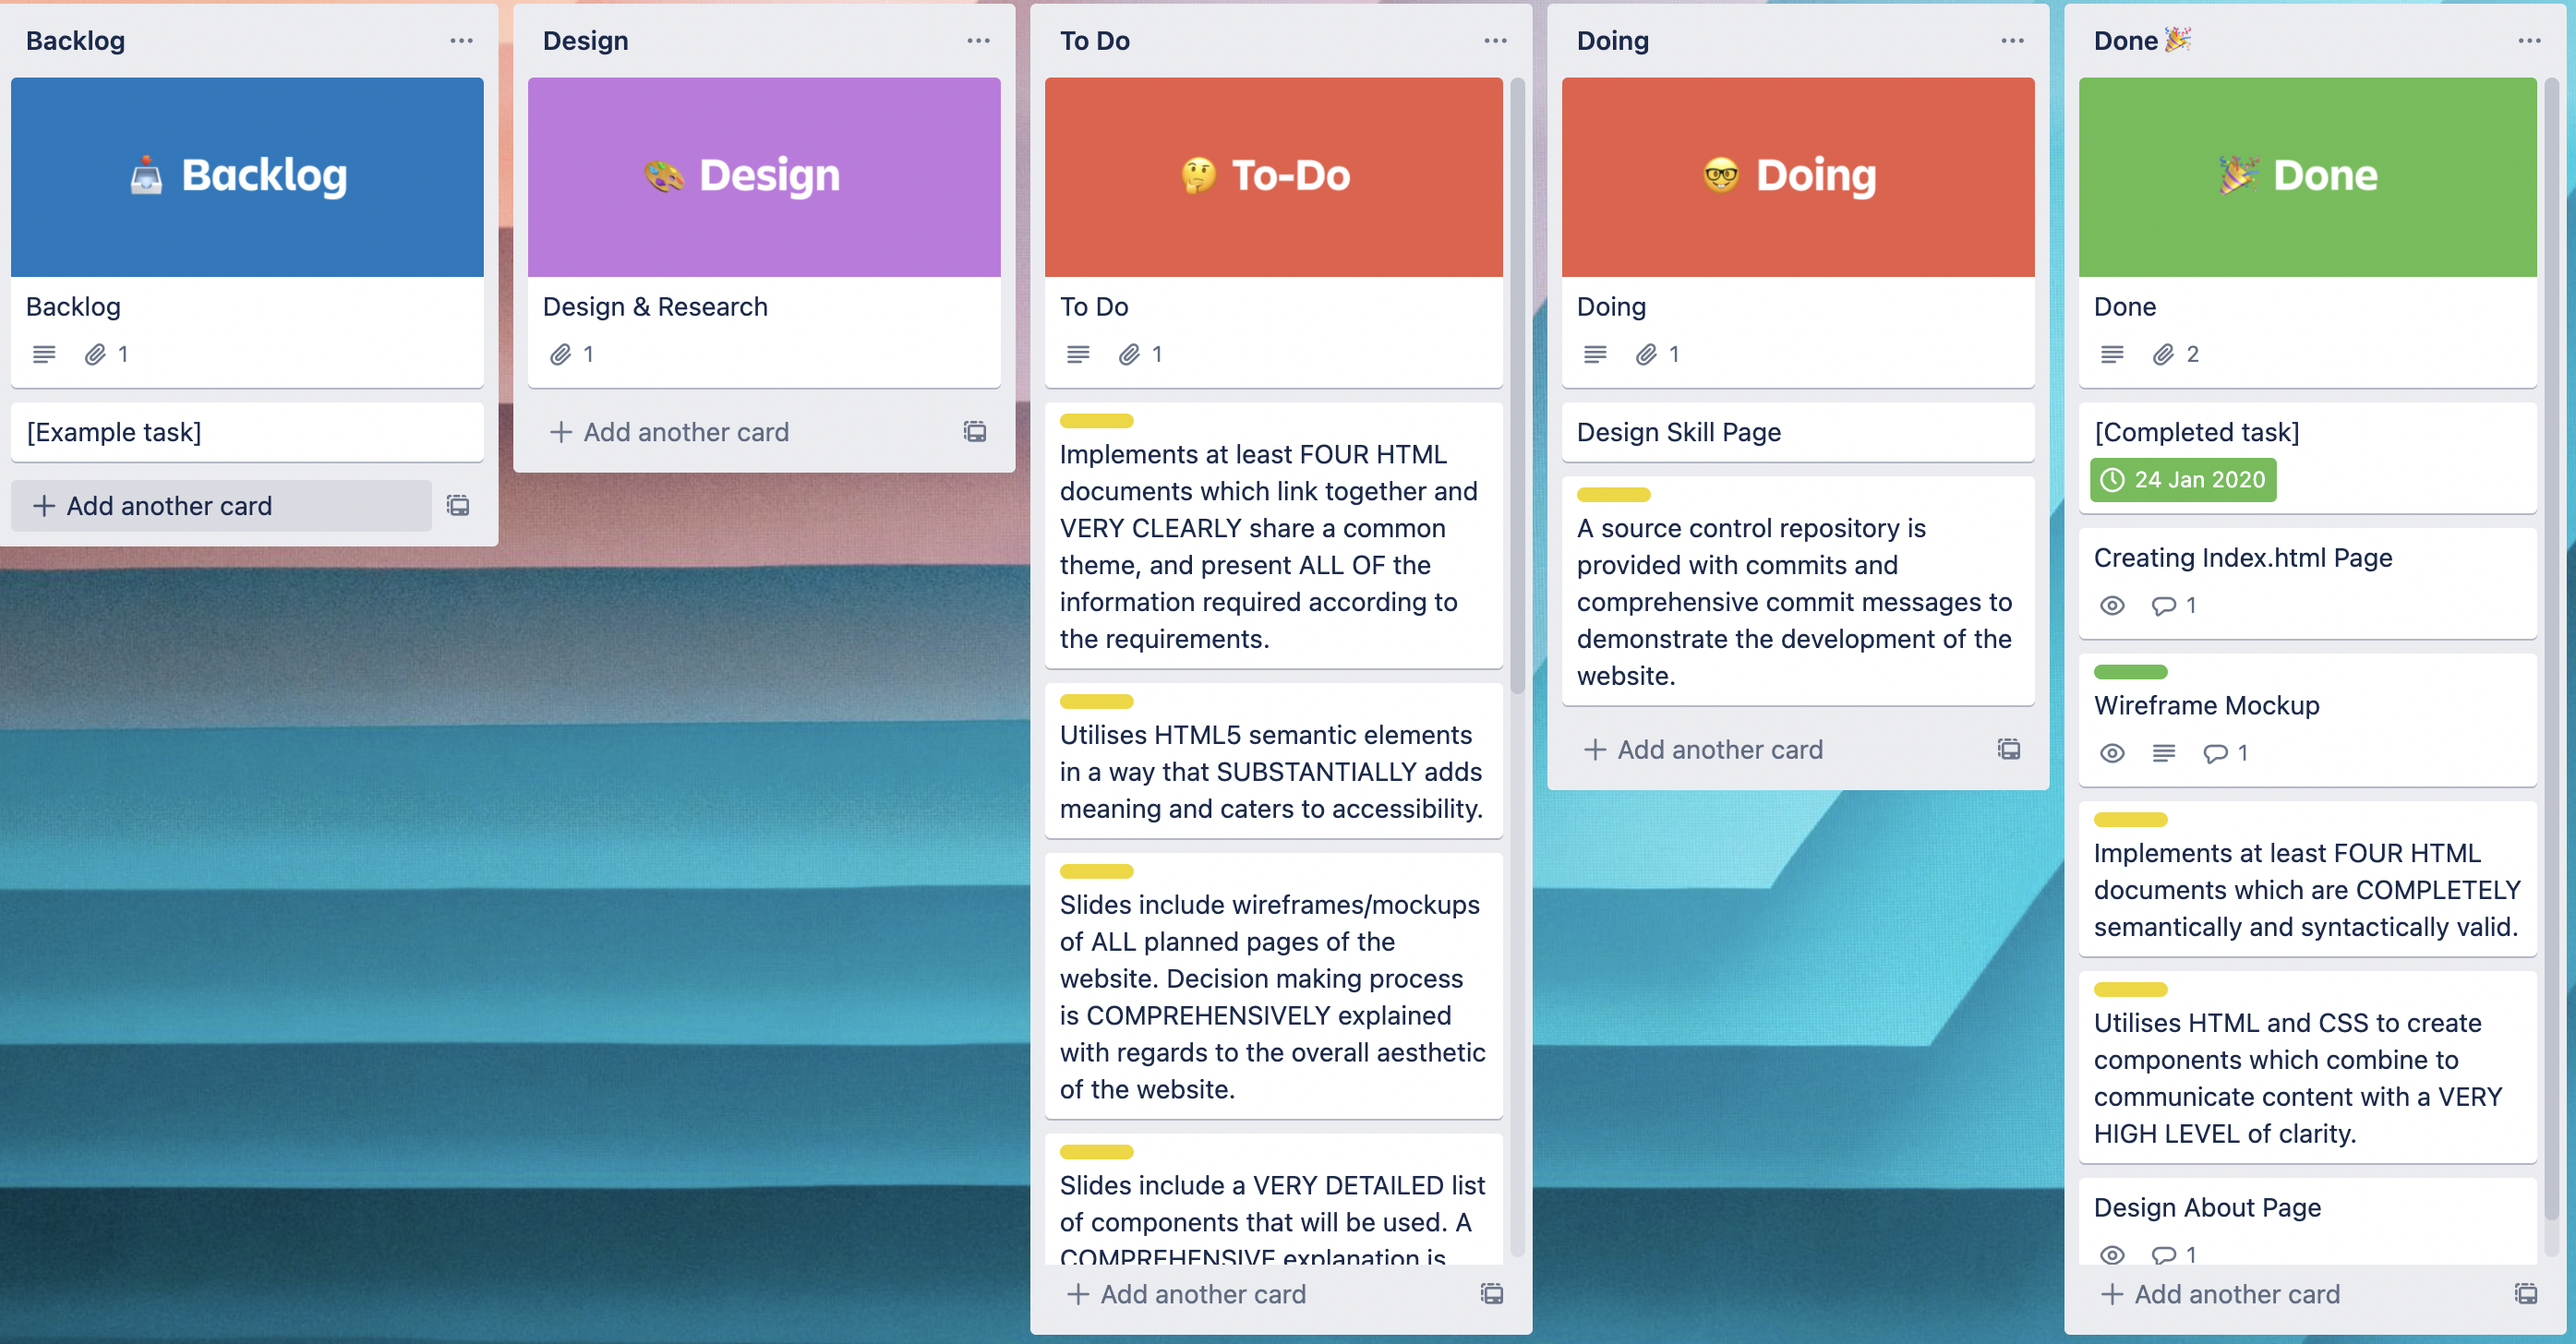 Backlog
Backlog
Backlog
1
[Example task]
Add another card
Design
Design
Design & Research
1
Add another card
To Do
To-Do
To Do
1
Implements at least FOUR HTML
documents which link together and
VERY CLEARLY share a common
theme, and present ALL OF the
information required according to
the requirements.
Utilises HTML5 semantic elements
in a way that SUBSTANTIALLY adds
meaning and caters to accessibility.
Slides include wireframes/mockups
of ALL planned pages of the
website. Decision making process
is COMPREHENSIVELY explained
with regards to the overall aesthetic
of the website.
Slides include a VERY DETAILED list
of components that will be used. A
COMPREHENSIVE explanation is
Add another card
Doing
Doing
Doing
1
Design Skill Page
A source control repository is
provided with commits and
comprehensive commit messages to
demonstrate the development of the
website.
Add another card
Done
Done
Done
2
[Completed task]
24 Jan 2020
Creating Index.html Page
1
Wireframe Mockup
1
Implements at least FOUR HTML
documents which are COMPLETELY
semantically and syntactically valid.
Utilises HTML and CSS to create
components which combine to
communicate content with a VERY
HIGH LEVEL of clarity.
Design About Page
1
Add another card